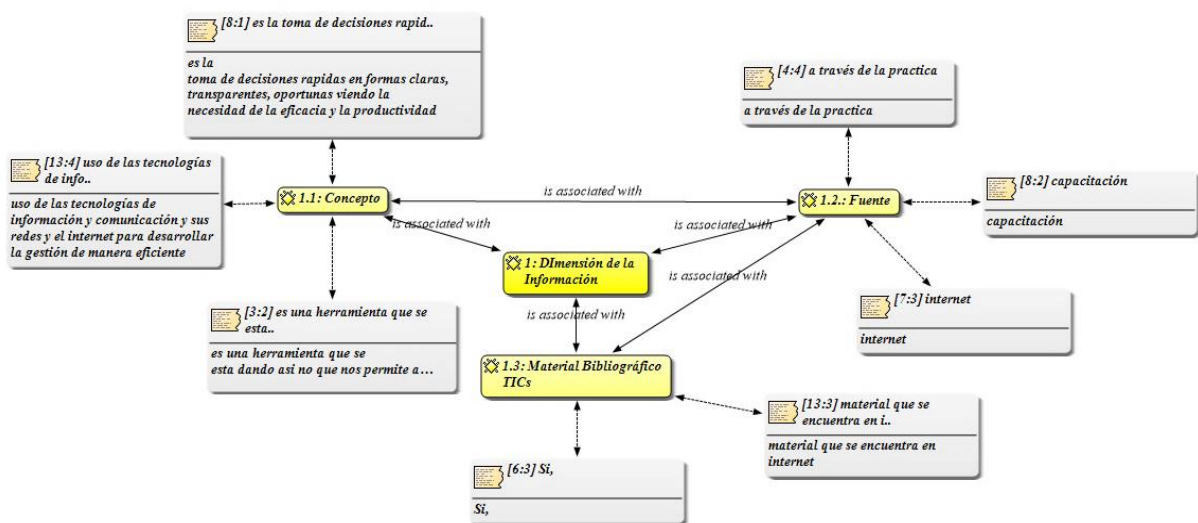 [8:1] es la toma de decisiones rapid..
es la
toma de decisiones rapidas en formas claras,
transparentes, oportunas viendo la
necesidad de la eficacia y la productividad
[4:4] a través de la practica
a través de la practica
[13:4] uso de las tecnologías
de info..
uso de las tecnologías de
información y comunicación y sus
redes y el internet para desarrollar
la gestión de manera eficiente
1.1: Concepto
is associated with
1.2.: Fuente
[8:2] capacitación
capacitación
is associated with
is associated with
1: DImensión de la
Información
is associated with
is associated with
[3:2] es una herramienta que se
esta..
es una herramienta que se
esta dando asi no que nos permite a...
[7:3] internet
internet
1.3: Material Bibliográfico
TICs
[13:3] material que se
encuentra en i..
material que se encuentra en
internet
[6:3] Si,
Si,